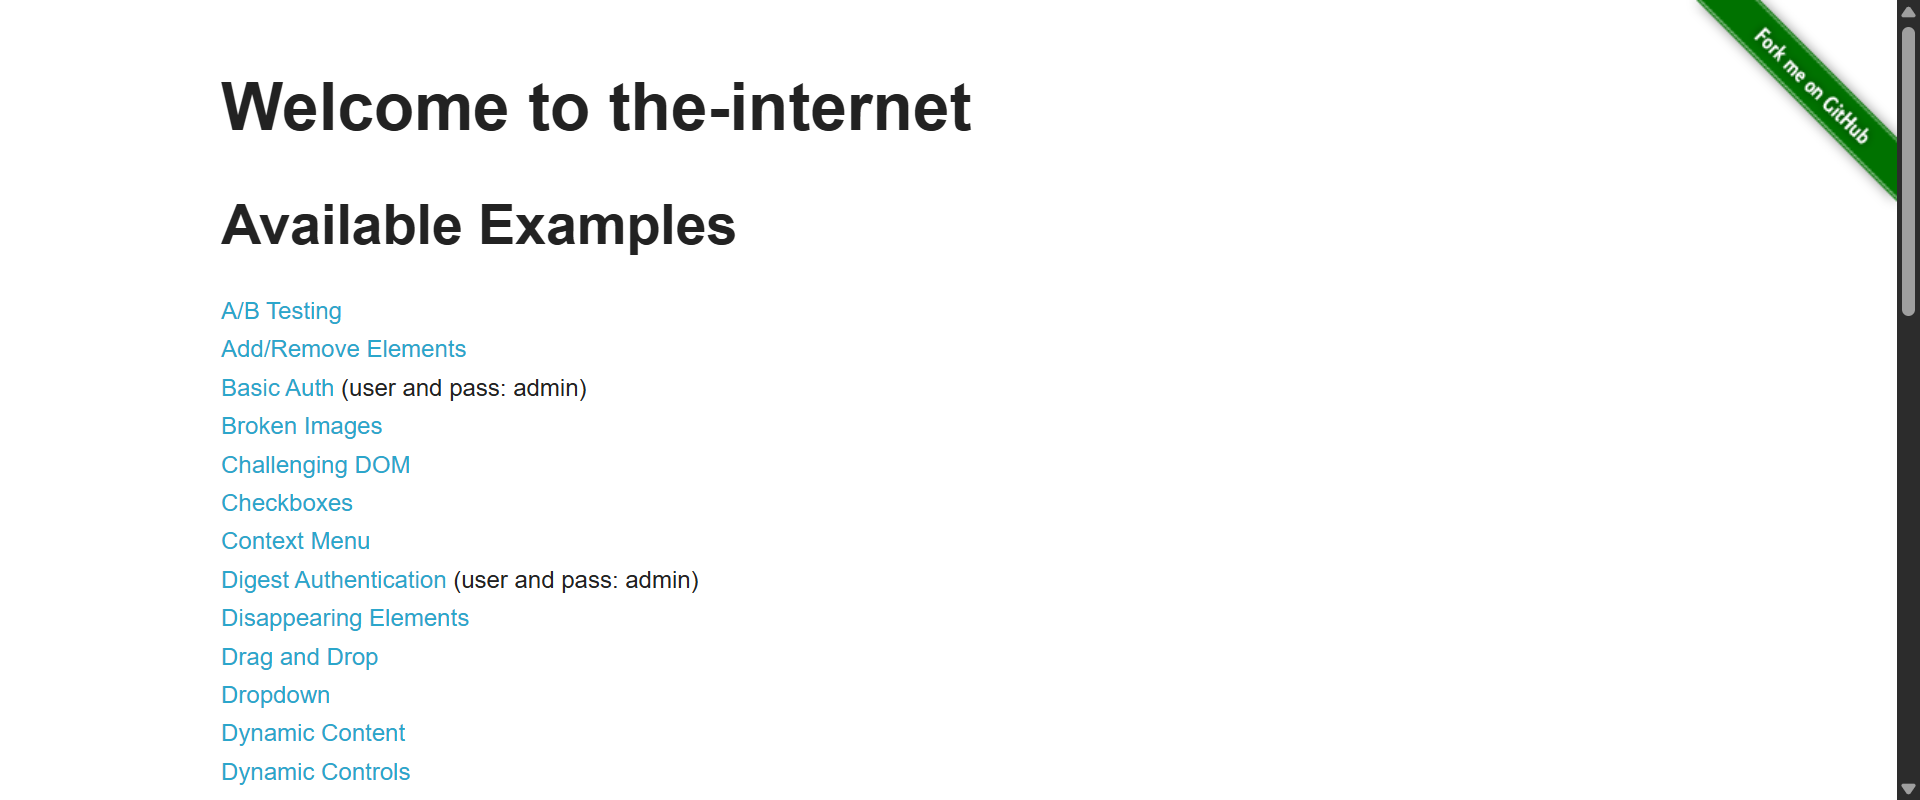 Welcome to the-internet
Fork me on GitHub
Available Examples
A/B Testing
Add/Remove Elements
Basic Auth (user and pass: admin)
Broken Images
Challenging DOM
Checkboxes
Context Menu
Digest Authentication (user and pass: admin)
Disappearing Elements
Drag and Drop
Dropdown
Dynamic Content
Dynamic Controls